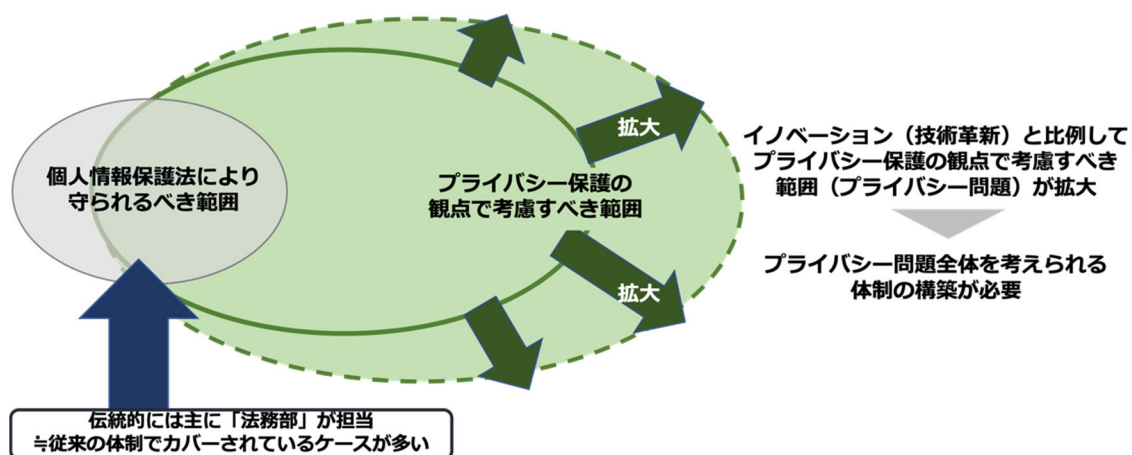 個人情報保護法により
守られるべき範囲
プライバシー保護の
観点で考慮すべき範囲
拡大
拡大
イノベーション（技術革新）と比例して
プライバシー保護の観点で考慮すべき
範囲（プライバシー問題）が拡大
プライバシー問題全体を考えられる
体制の構築が必要
伝統的には主に「法務部」が担当
≒従来の体制でカバーされているケースが多い